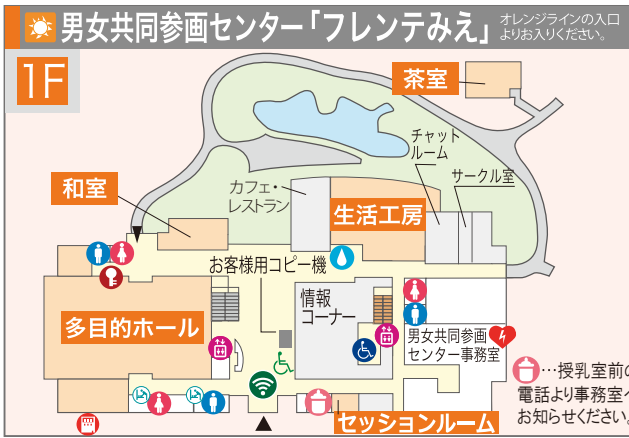 男女共同参画センター「フレンテみえ」
オレンジラインの入口
よりお入りください。
1F
茶室
チャット
ルーム
サークル室
和室
カフェ・
レストラン
生活工房
お客様用コピー機
情報
コーナー
多目的ホール
男女共同参画
センター事務室
…授乳室前の
電話より事務室へ
お知らせください。
セッションルーム